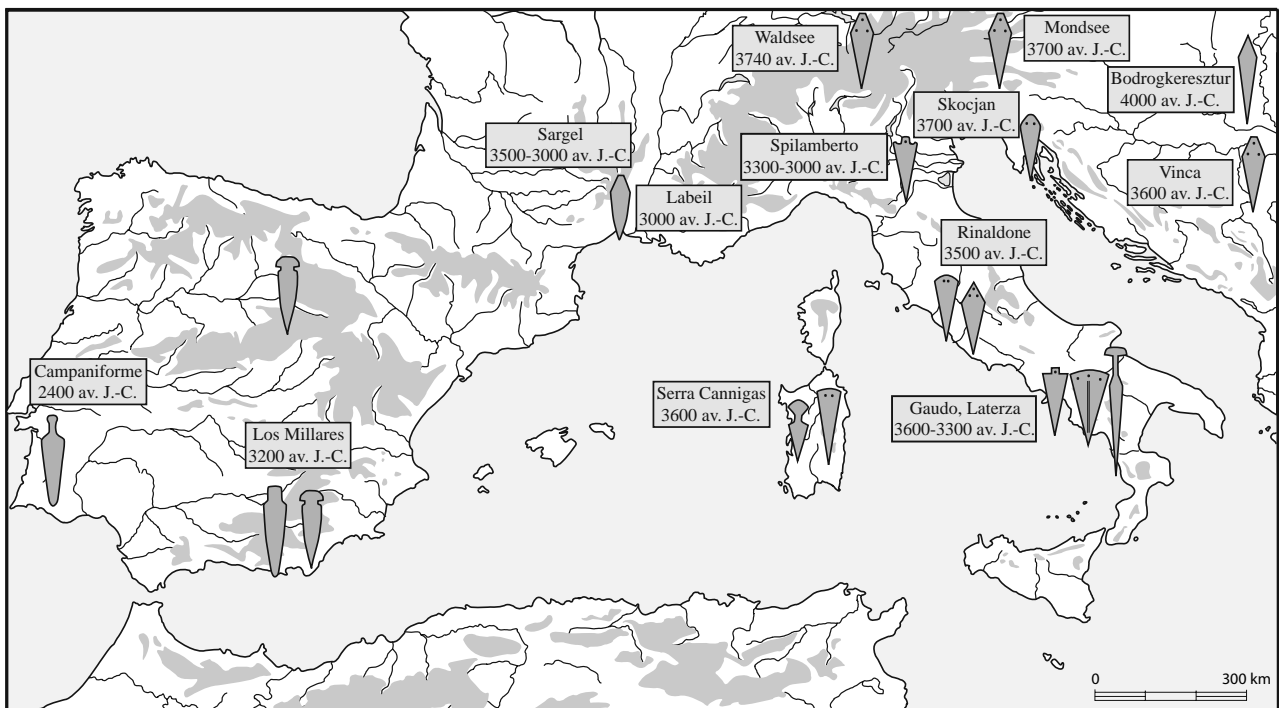 Waldsee
3740 av. J.-C.
Mondsee
3700 av. J.-C.
Bodrogkeresztur
4000 av. J.-C.
Skocjan
3700 av. J.-C.
Sargel
3500-3000 av. J.-C.
Spilamberto
3300-3000 av. J.-C.
Vinca
3600 av. J.-C.
Labeil
3000 av. J.-C.
Rinaldone
3500 av. J.-C.
Campaniforme
2400 av. J.-C.
Serra Cannigas
3600 av. J.-C.
Gaudo, Laterza
3600-3300 av. J.-C.
Los Millares
3200 av. J.-C.
0 300 km